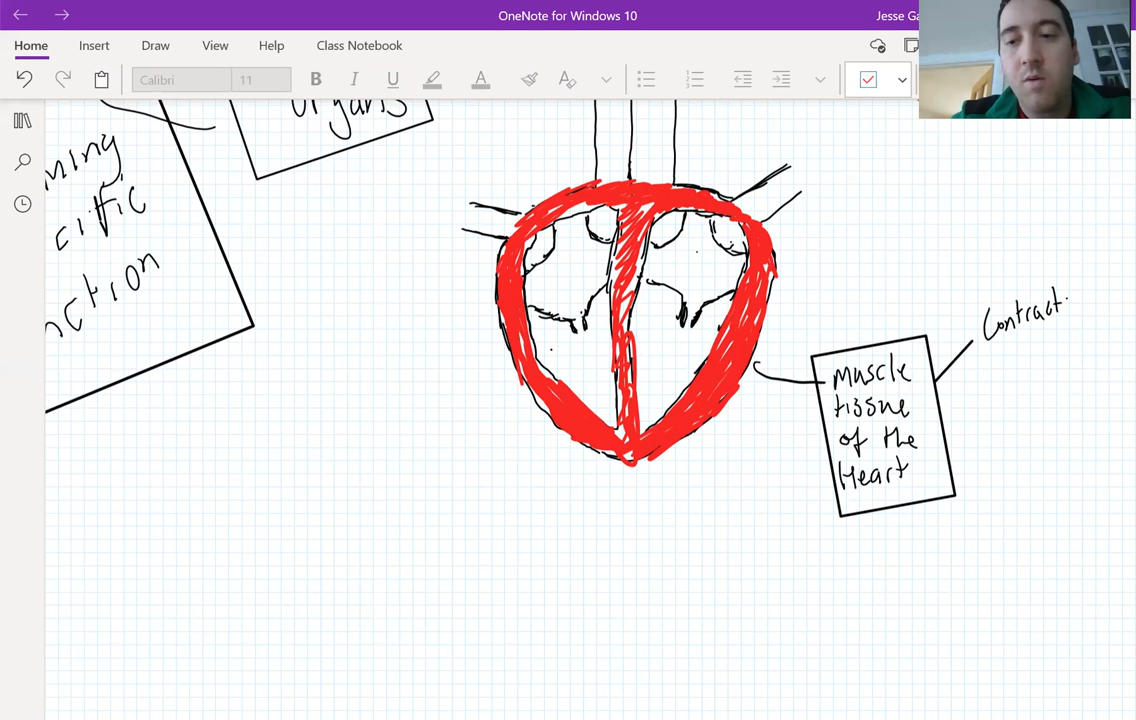 OneNote for Windows 10
Jesse Ga
Home Insert Draw View Help Class Notebook
Calibri 11 B I U A A
organs
ming
cific
nction
Contract.
Muscle
tissue
of the
Heart